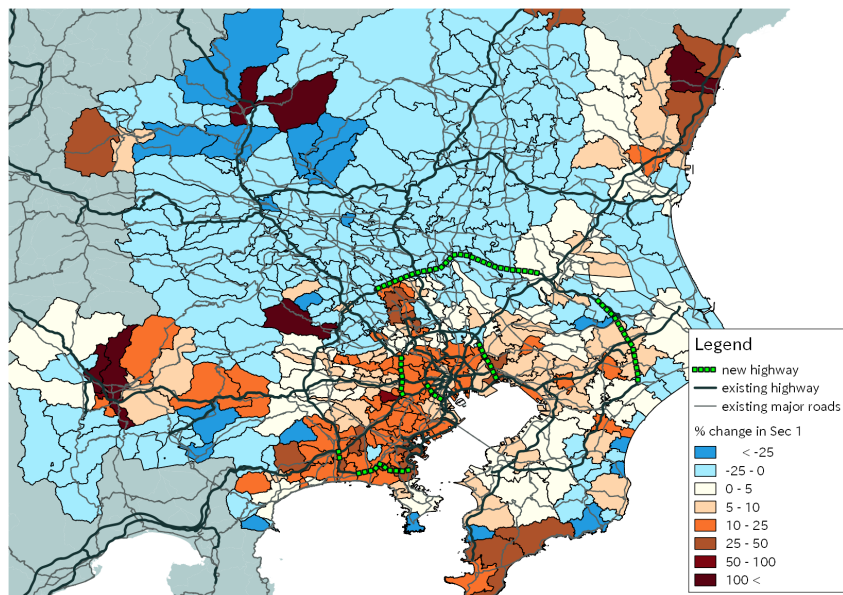 Legend
new highway
existing highway
existing major roads
% change in Sec 1
< -25
-25 - 0
0 - 5
5 - 10
10 - 25
25 - 50
50 - 100
100 <